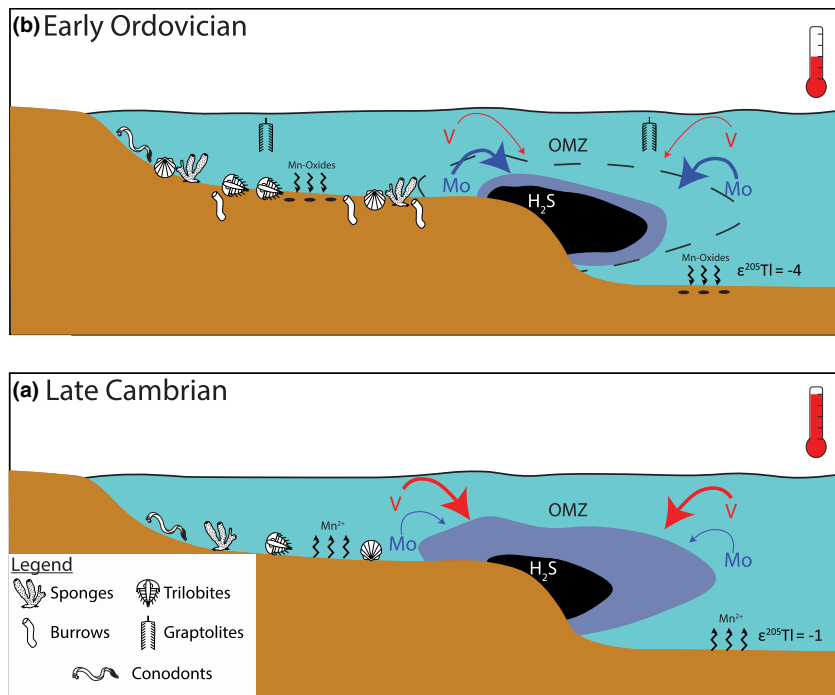 (b) Early Ordovician
V
OMZ
V
Mn-Oxides
Mo
Mo
H₂S
Mn-Oxides
ε²⁰⁵Tl = -4
(a) Late Cambrian
V
OMZ
V
Mn²⁺
Mo
Mo
H₂S
Legend
Sponges
Trilobites
Burrows
Graptolites
Conodonts
Mn²⁺
ε²⁰⁵Tl = -1